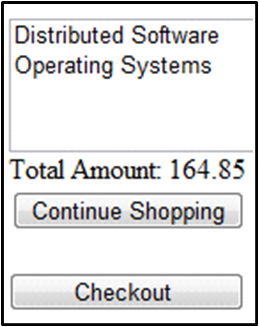 Distributed Software
Operating Systems
Total Amount: 164.85
Continue Shopping
Checkout